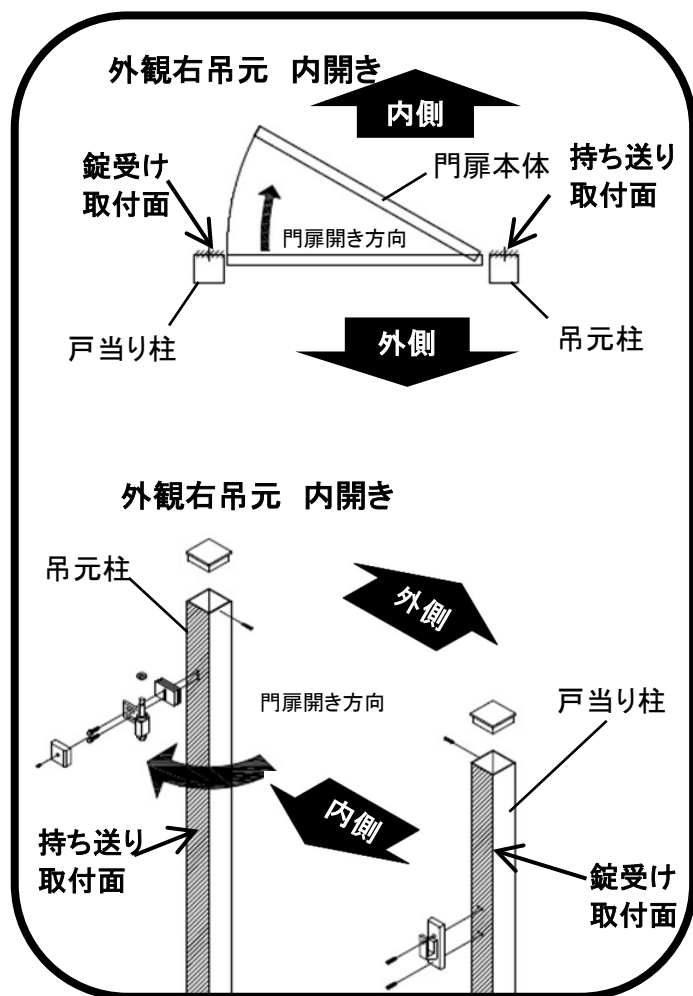 外観右吊元 内開き
内側
錠受け
取付面
門扉本体
持ち送り
取付面
門扉開き方向
戸当り柱
外側
吊元柱
外観右吊元 内開き
吊元柱
外側
門扉開き方向
戸当り柱
内側
持ち送り
取付面
錠受け
取付面